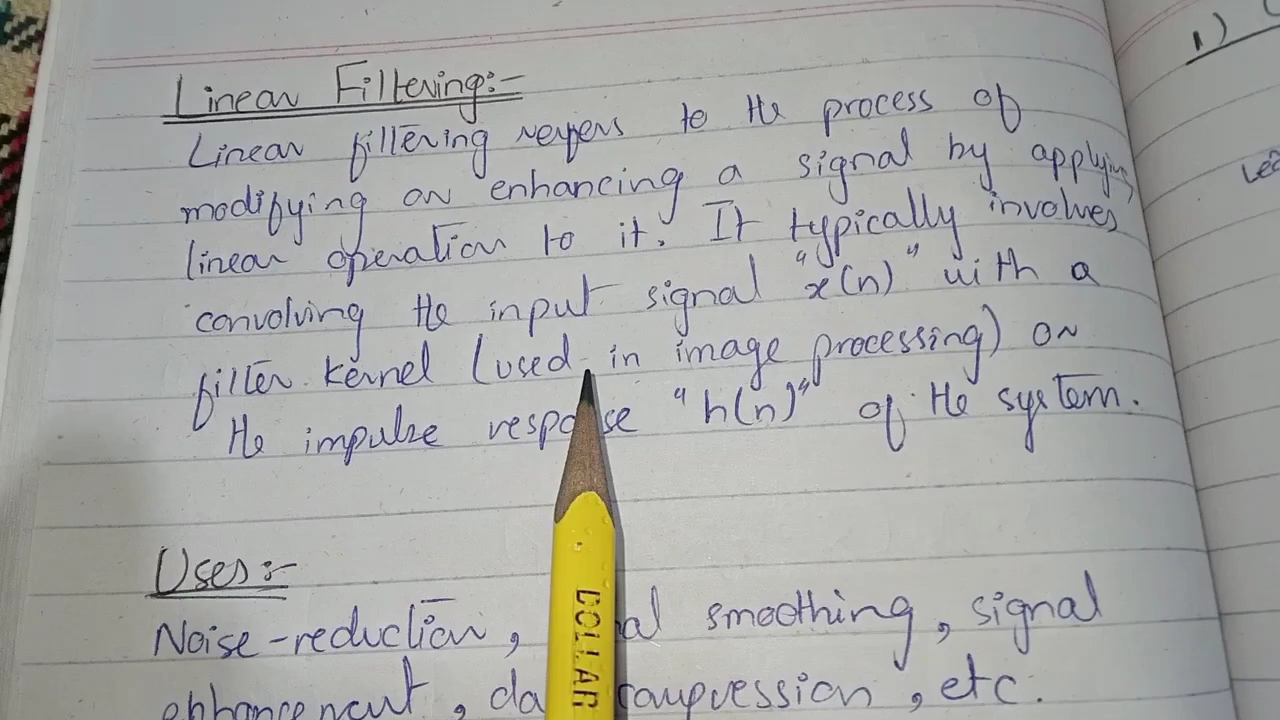 Linear Filtering:-
Linear filtering refers to the process of
modifying or enhancing a signal by applying
linear operation to it. It typically involves
convolving the input signal "x(n)" with a
filter kernel (used in image processing) or
the impulse response "h(n)" of the system.
Uses:-
Noise-reduction, smoothing, signal
enhancement, compression, etc.
DOLLAR
1)